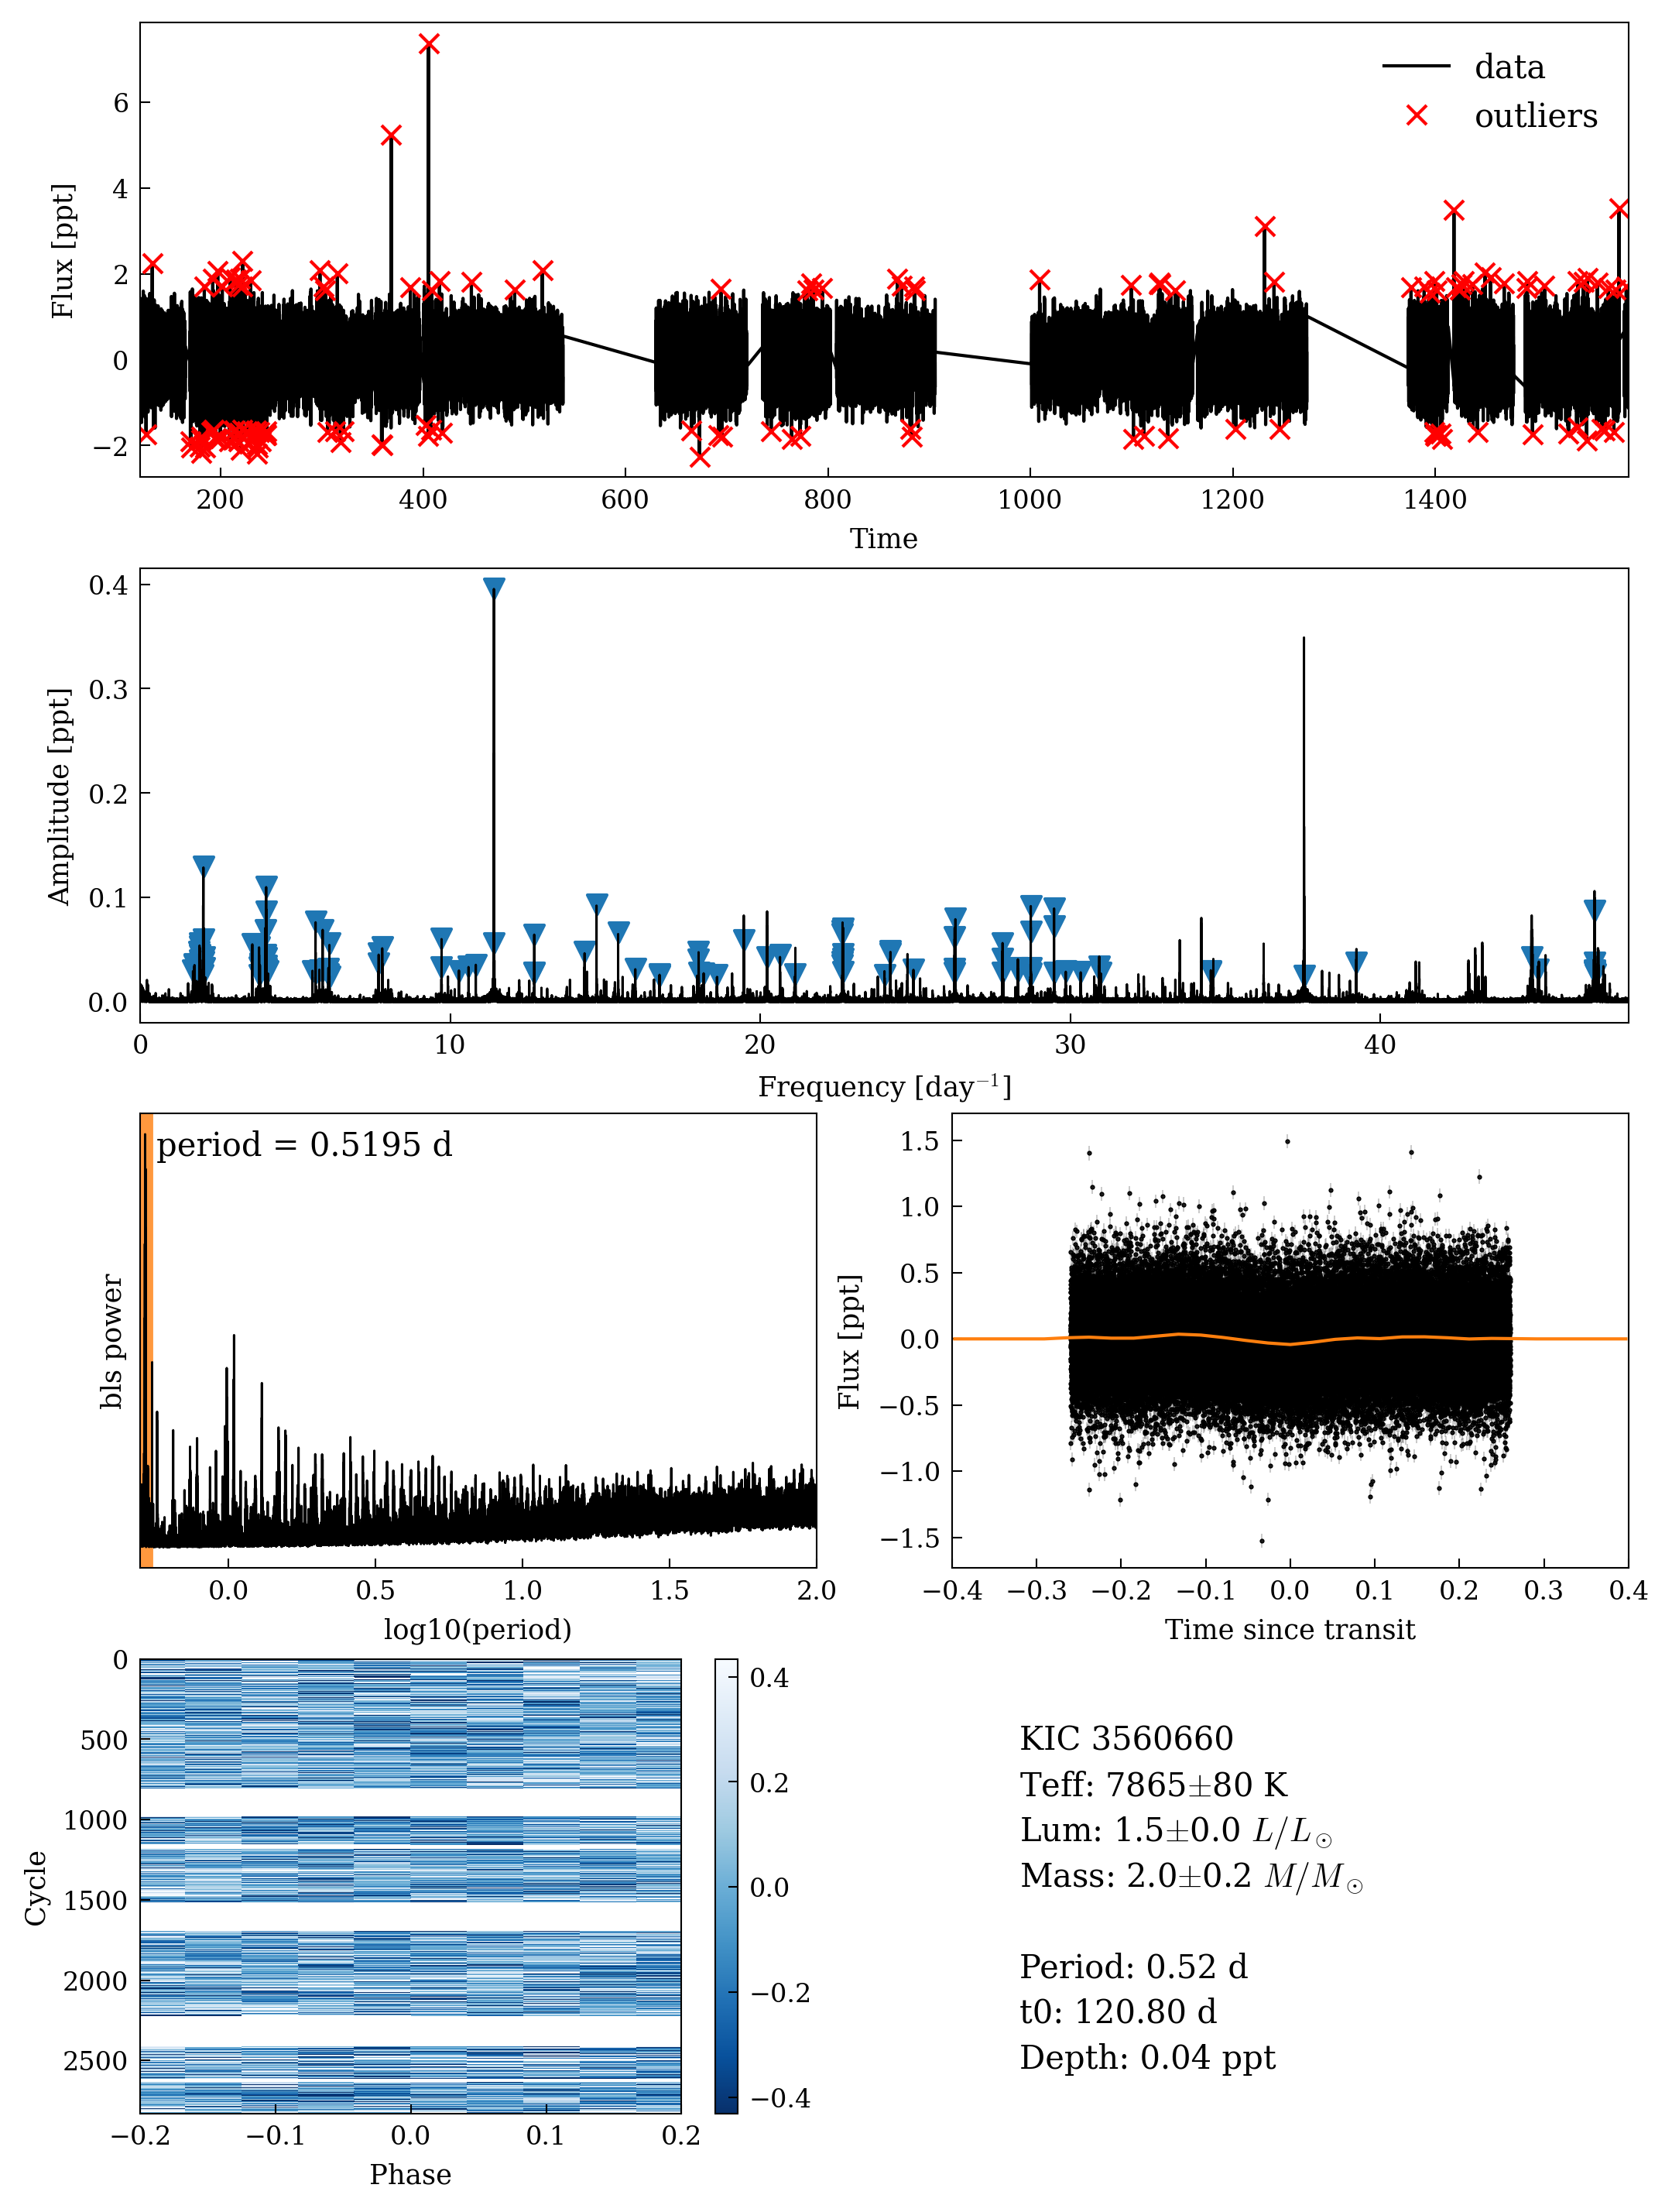 data
outliers
6
4
2
0
−2
Flux [ppt]
200
400
600
800
1000
1200
1400
Time
0.4
0.3
0.2
0.1
0.0
Amplitude [ppt]
0
10
20
30
40
Frequency [day⁻¹]
period = 0.5195 d
bls power
0.0
0.5
1.0
1.5
2.0
log10(period)
1.5
1.0
0.5
0.0
−0.5
−1.0
−1.5
Flux [ppt]
−0.4
−0.3
−0.2
−0.1
0.0
0.1
0.2
0.3
0.4
Time since transit
0
500
1000
1500
2000
2500
Cycle
−0.2
−0.1
0.0
0.1
0.2
Phase
0.4
0.2
0.0
−0.2
−0.4
KIC 3560660
Teff: 7865±80 K
Lum: 1.5±0.0 L/L⊙
Mass: 2.0±0.2 M/M⊙
Period: 0.52 d
t0: 120.80 d
Depth: 0.04 ppt